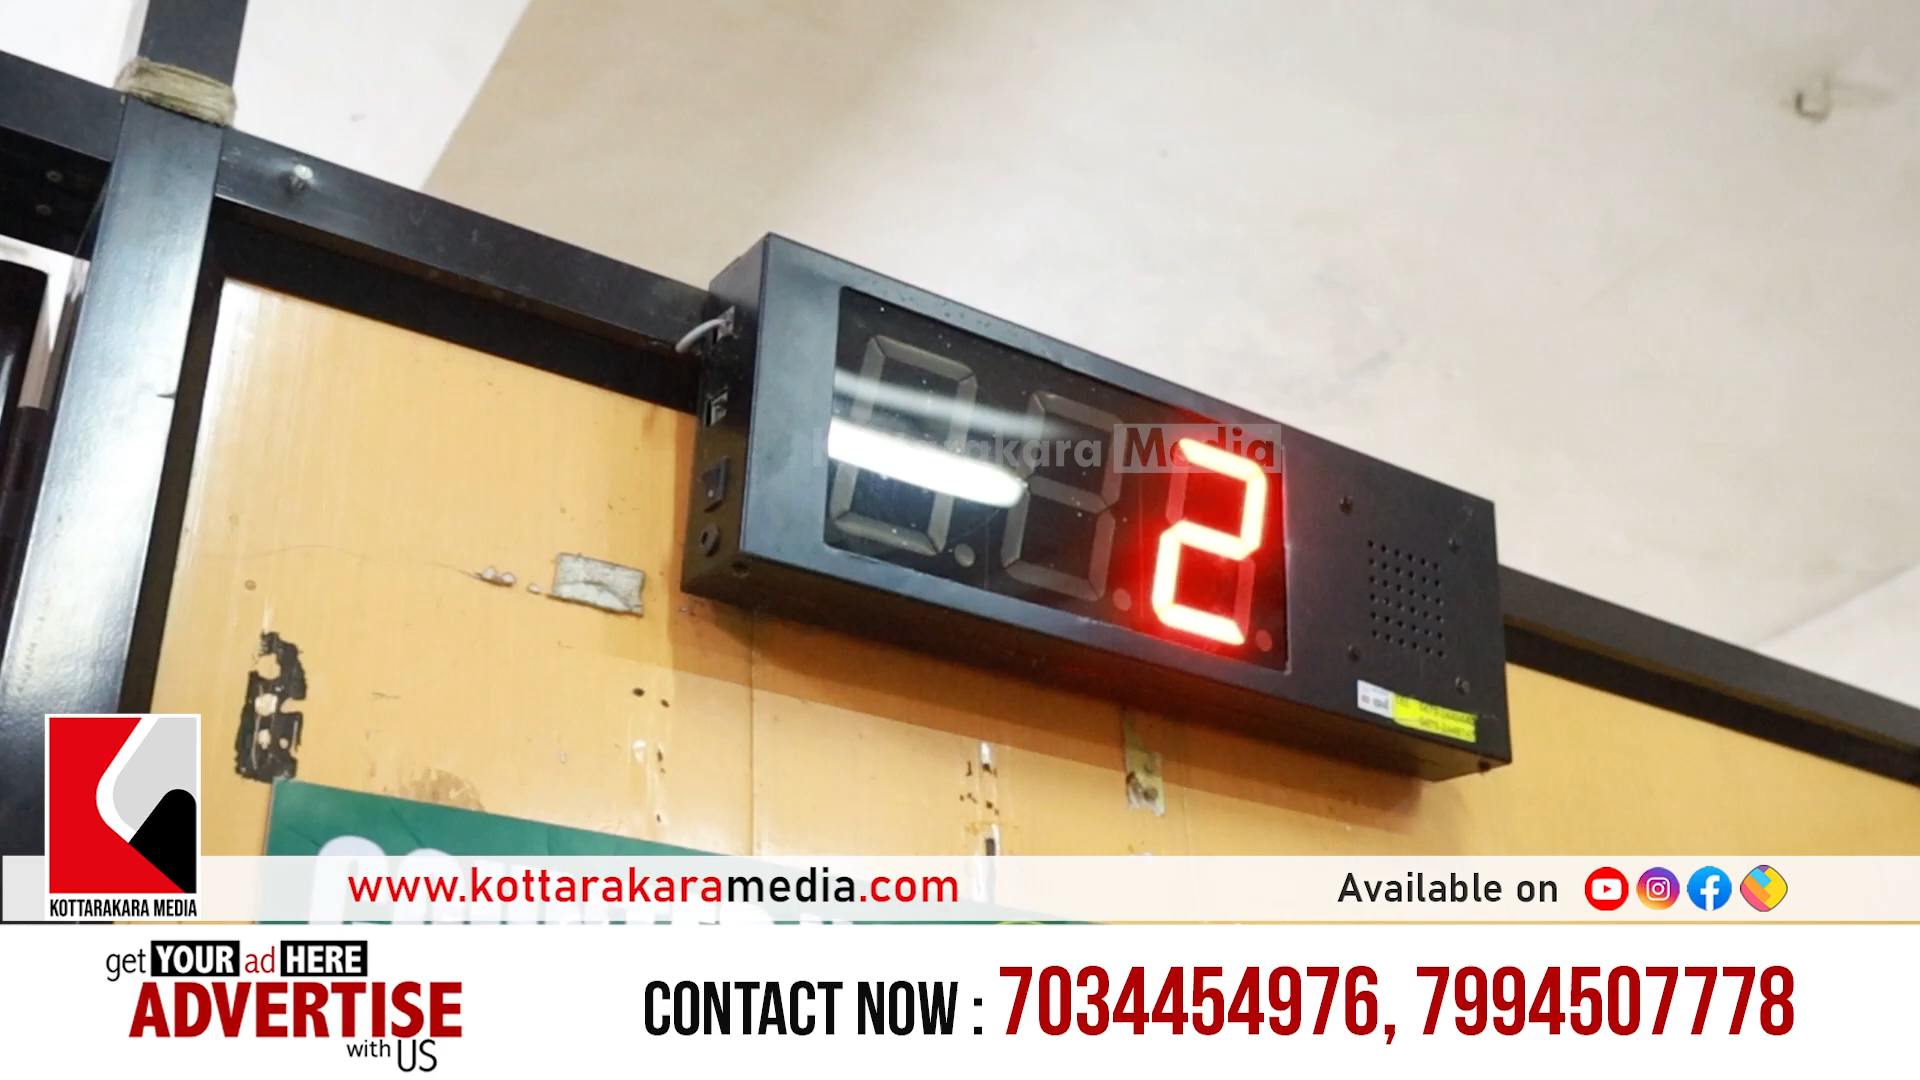 2
Kottarakara Media
KOTTARAKARA MEDIA
www.kottarakaramedia.com
Available on
get YOUR ad HERE
ADVERTISE
with US
CONTACT NOW : 7034454976, 7994507778